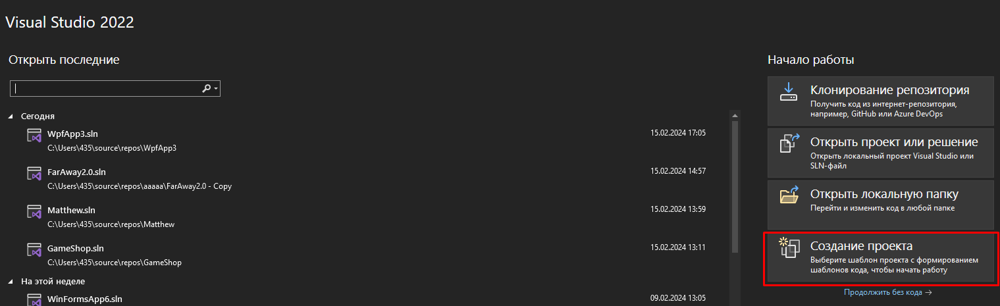 Visual Studio 2022
Открыть последние
Сегодня
WpfApp3.sln
15.02.2024 17:05
C:\Users\435\source\repos\WpfApp3
FarAway2.0.sln
15.02.2024 14:57
C:\Users\435\source\repos\aaaaa\FarAway2.0 - Copy
Matthew.sln
15.02.2024 13:59
C:\Users\435\source\repos\Matthew
GameShop.sln
15.02.2024 13:11
C:\Users\435\source\repos\GameShop
На этой неделе
WinFormsApp6.sln
09.02.2024 13:05
Начало работы
Клонирование репозитория
Получить код из интернет-репозитория,
например, GitHub или Azure DevOps
Открыть проект или решение
Открыть локальный проект Visual Studio или
SLN-файл
Открыть локальную папку
Перейти и изменить код в любой папке
Создание проекта
Выберите шаблон проекта с формированием
шаблонов кода, чтобы начать работу
Продолжить без кода →